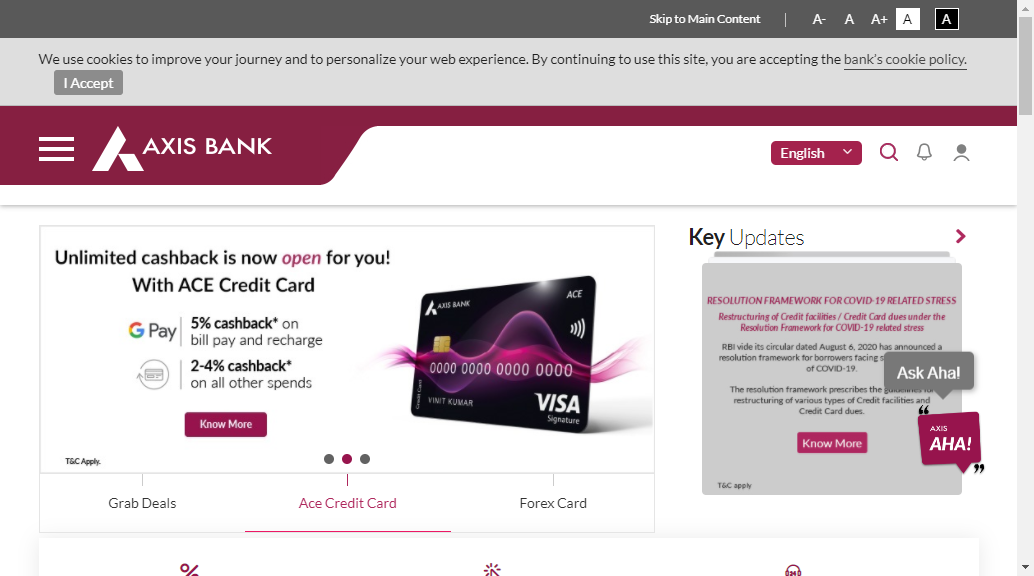 Skip to Main Content | A- A A+ A A
We use cookies to improve your journey and to personalize your web experience. By continuing to use this site, you are accepting the bank's cookie policy.
I Accept
AXIS BANK
English
Unlimited cashback is now open for you!
With ACE Credit Card
G Pay
5% cashback* on
bill pay and recharge
2-4% cashback*
on all other spends
Know More
T&C Apply.
AXIS BANK
ACE
0000 0000 0000 0000
Credit Card
VINIT KUMAR
VISA
Signature
Grab Deals
Ace Credit Card
Forex Card
Key Updates
RESOLUTION FRAMEWORK FOR COVID-19 RELATED STRESS
Restructuring of Credit facilities / Credit Card dues under the
Resolution Framework for COVID-19 related stress
RBI vide its circular dated August 6, 2020 has announced a
resolution framework for borrowers facing
of COVID-19.
The resolution framework prescribes the guidelines for
restructuring of various types of Credit facilities and
Credit Card dues.
Know More
T&C apply
Ask Aha!
AXIS
AHA!
%
24